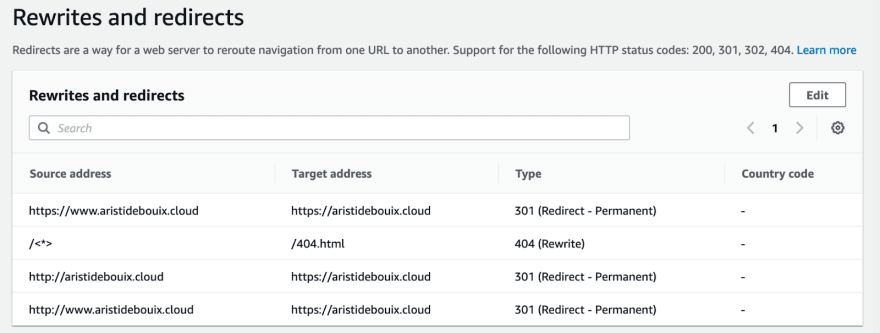 Rewrites and redirects
Redirects are a way for a web server to reroute navigation from one URL to another. Support for the following HTTP status codes: 200, 301, 302, 404. Learn more
Rewrites and redirects
Edit
Search
1
Source address Target address Type Country code
https://www.aristidebouix.cloud https://aristidebouix.cloud 301 (Redirect - Permanent) -
/<*> /404.html 404 (Rewrite) -
http://aristidebouix.cloud https://aristidebouix.cloud 301 (Redirect - Permanent) -
http://www.aristidebouix.cloud https://aristidebouix.cloud 301 (Redirect - Permanent) -